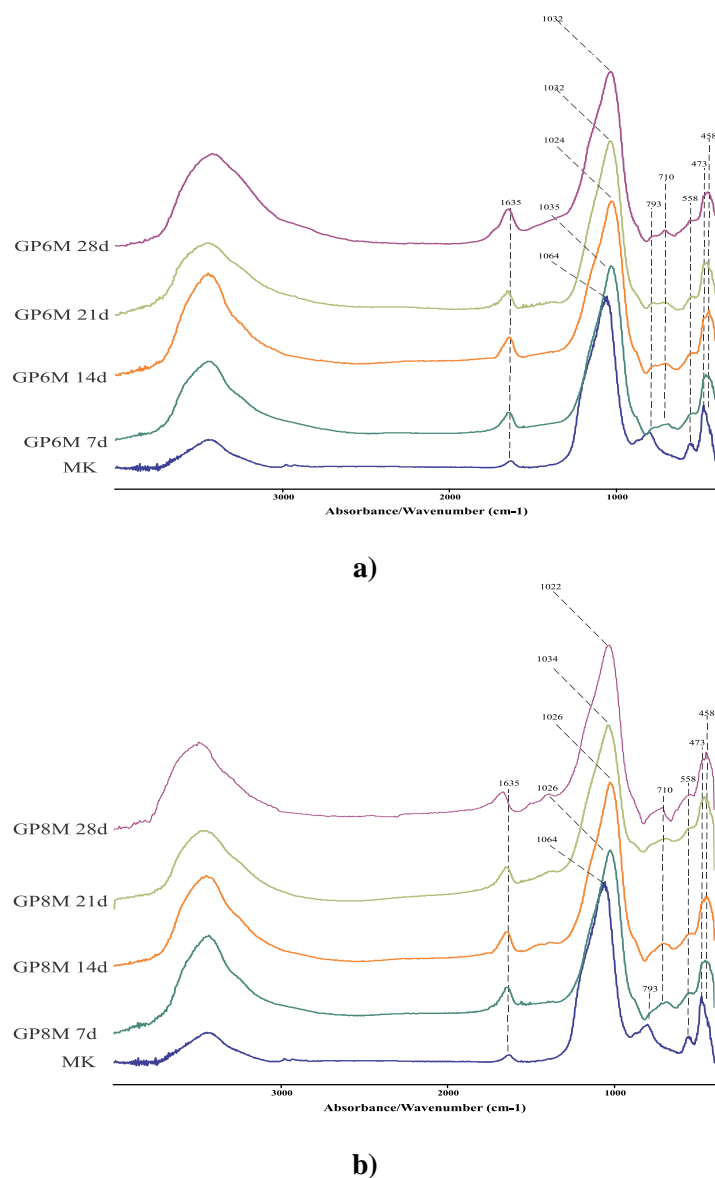 1032
1032
458
1024
473
710
793
1635
1035
558
1064
GP6M 28d
GP6M 21d
GP6M 14d
GP6M 7d
MK
3000 2000 1000
Absorbance/Wavenumber (cm-1)
a)
1022
1034
458
1026
473
710
1635
1026
558
1064
GP8M 28d
GP8M 21d
GP8M 14d
793
GP8M 7d
MK
3000 2000 1000
Absorbance/Wavenumber (cm-1)
b)